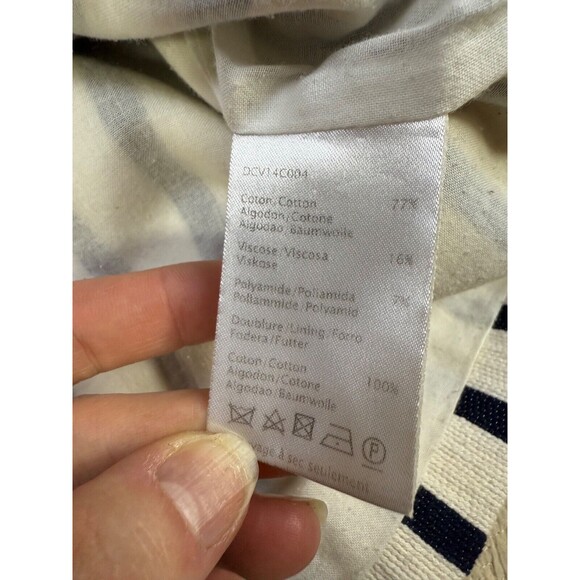 DCV14C004
Coton/Cotton 77%
Algodon/Cotone
Algodao/Baumwolle
Viscose/Viscosa 16%
Viskose
Polyamide/Poliamida 7%
Poliammide/Polyamid
Doublure/Lining/Forro
Fodera/Futter
Coton/Cotton
Algodon/Cotone 100%
Algodao/Baumwolle
P
vage à sec seulement